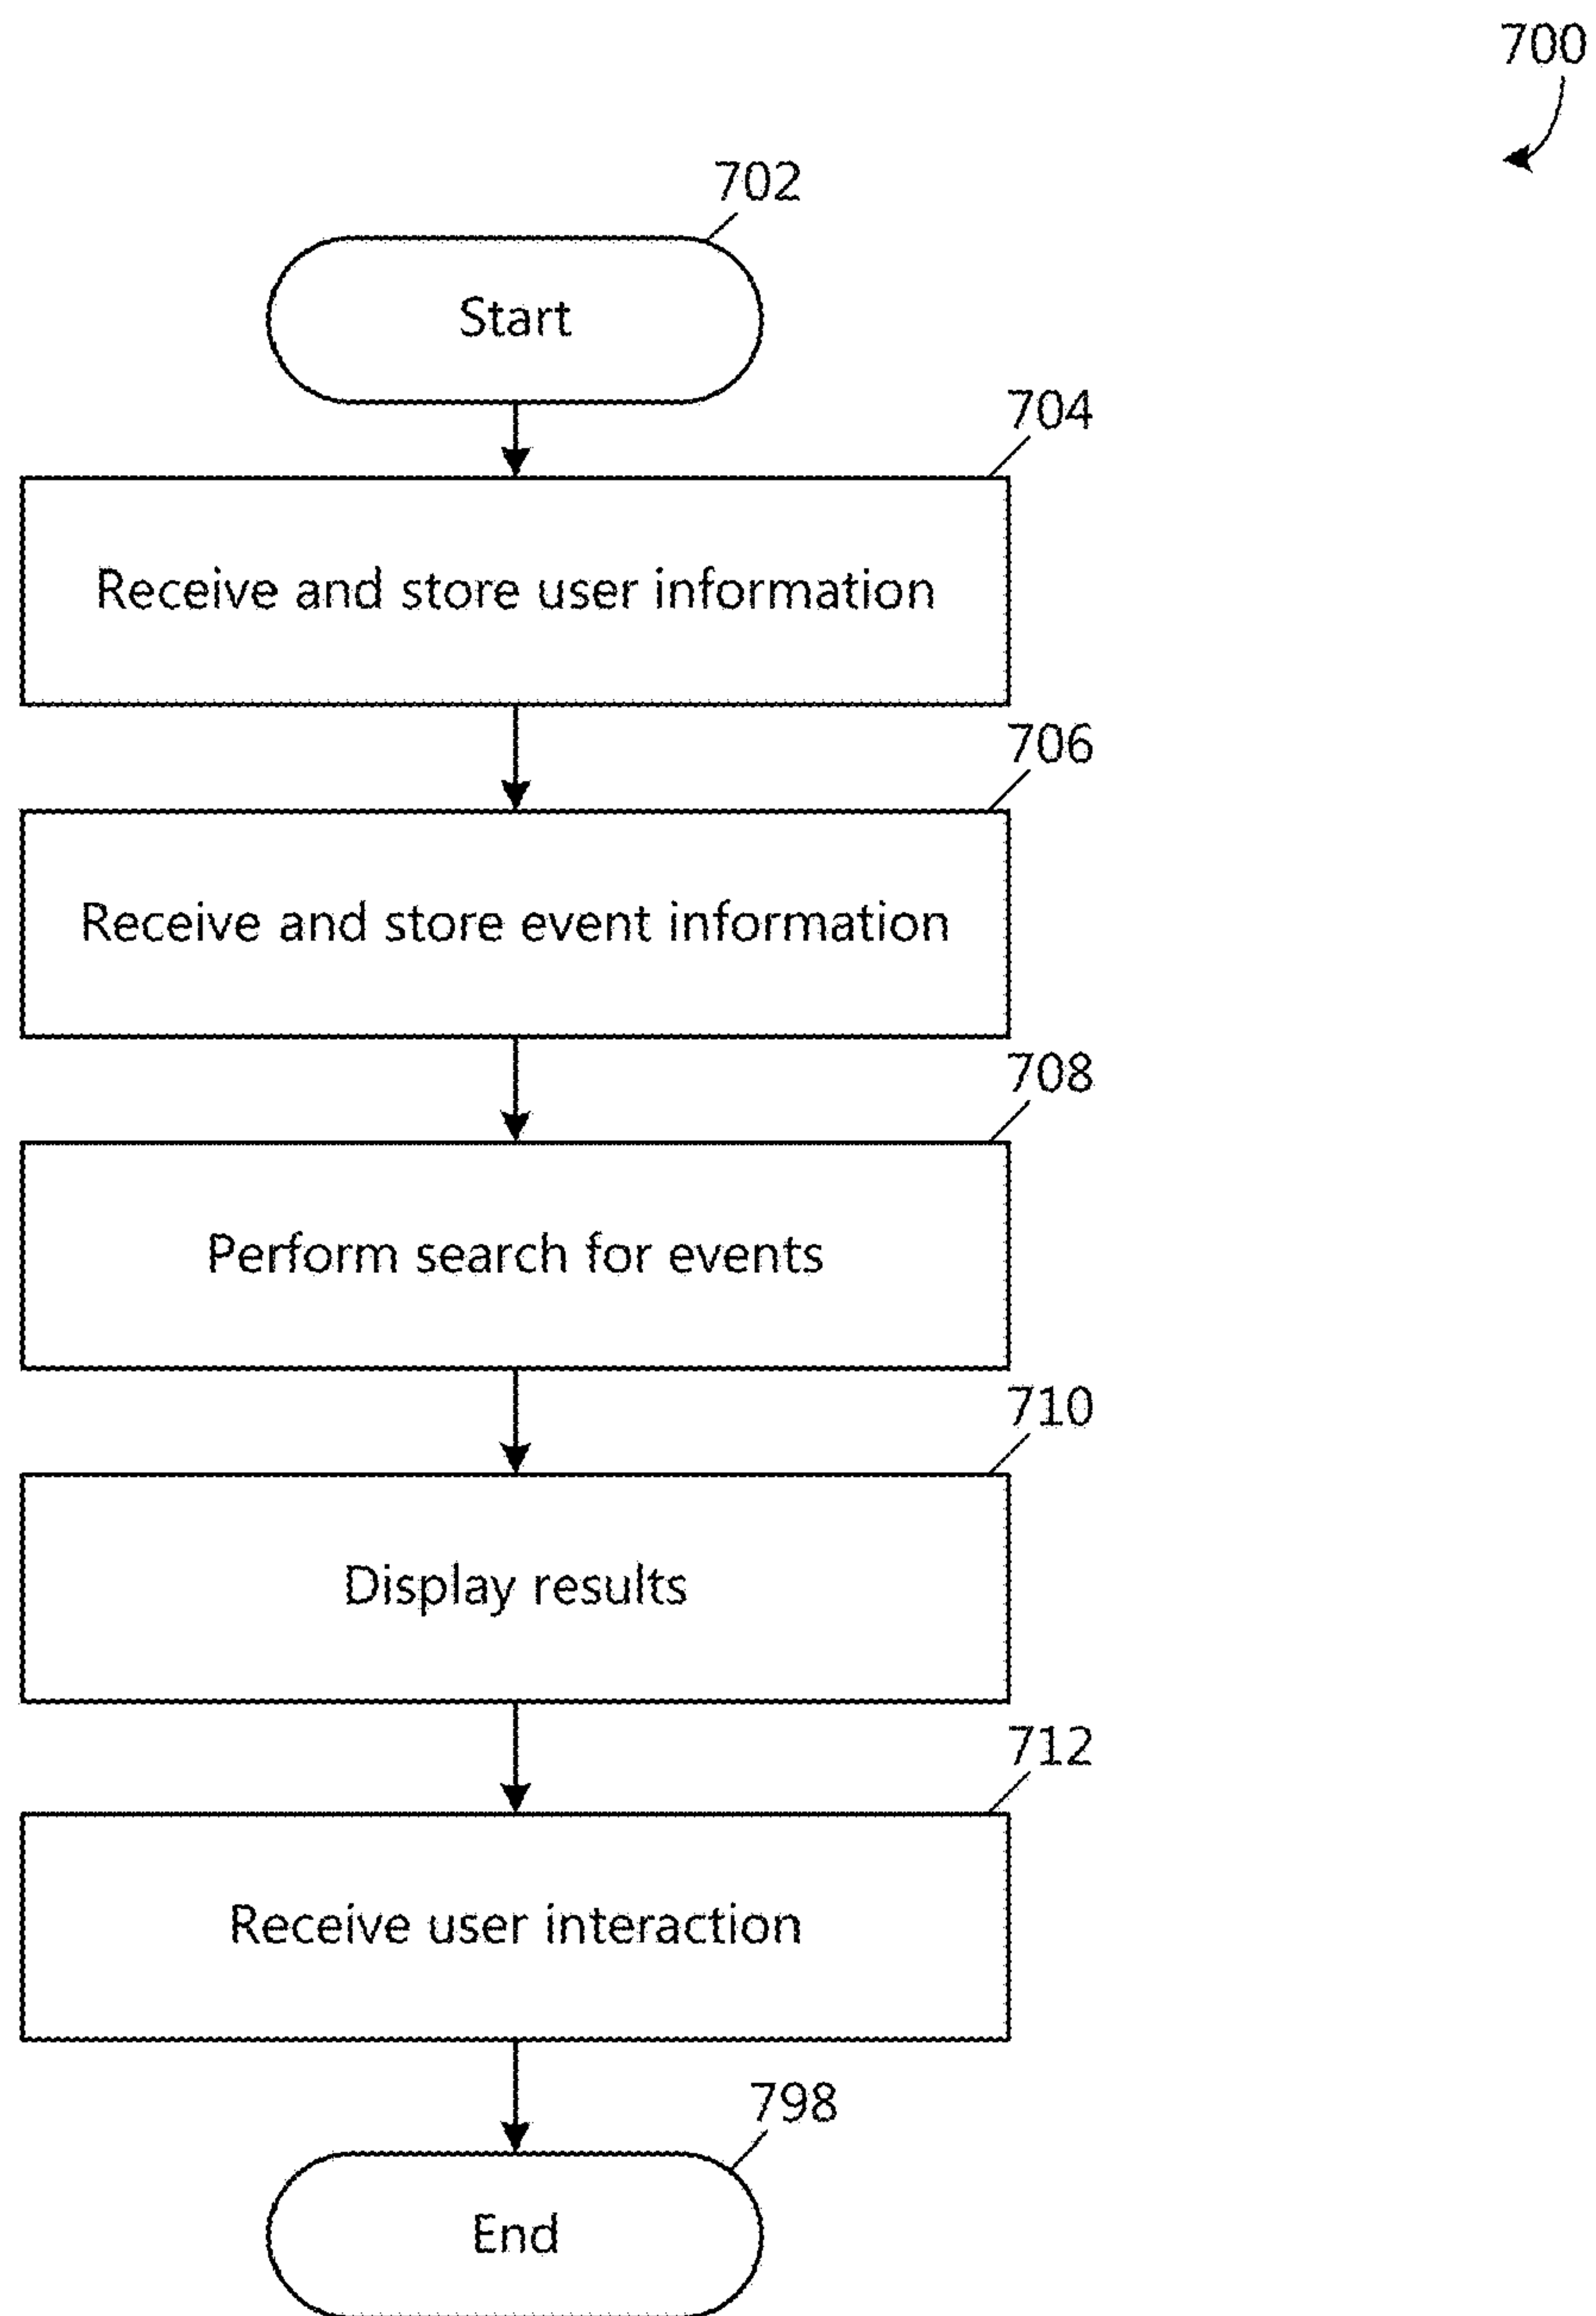 700
702
Start
704
Receive and store user information
706
Receive and store event information
708
Perform search for events
710
Display results
712
Receive user interaction
798
End